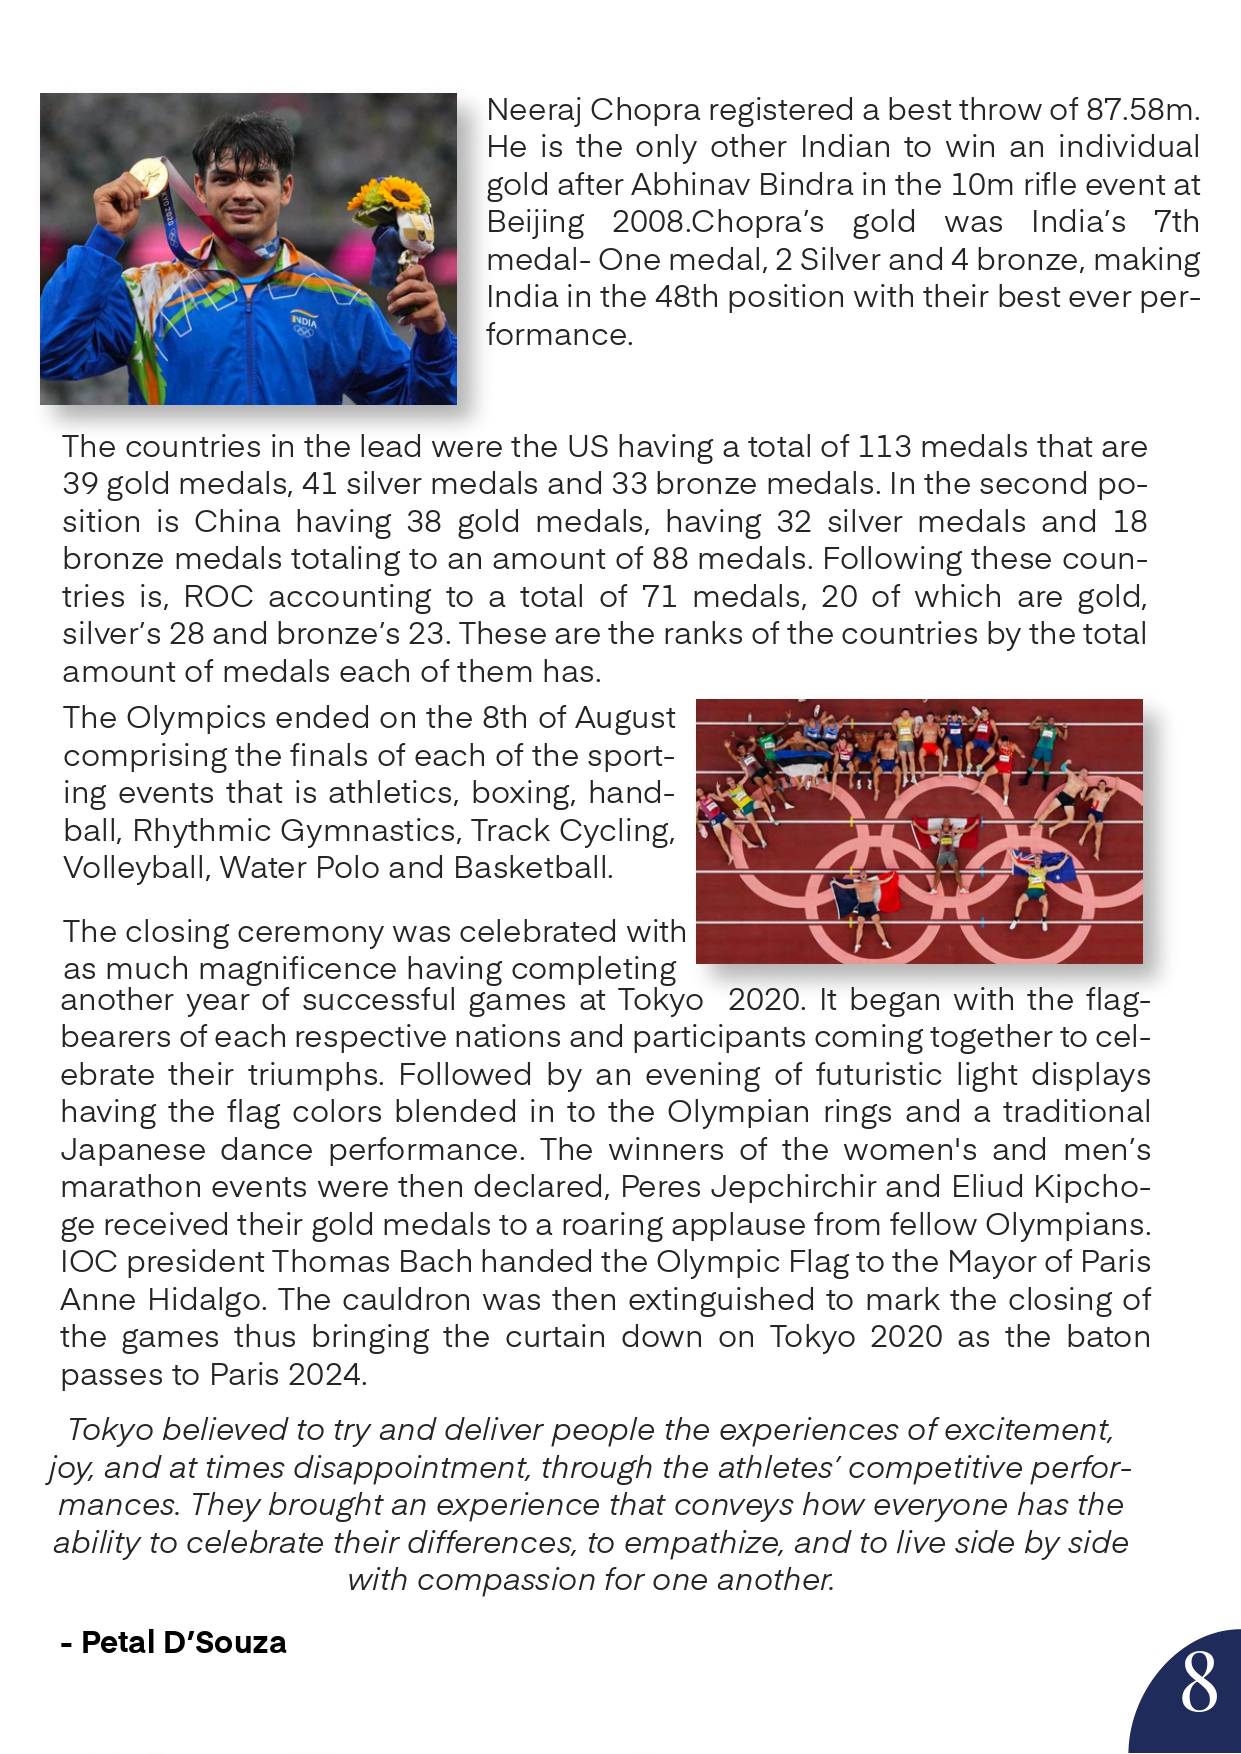 Neeraj Chopra registered a best throw of 87.58m.
He is the only other Indian to win an individual
gold after Abhinav Bindra in the 10m rifle event at
Beijing 2008.Chopra’s gold was India’s 7th
medal- One medal, 2 Silver and 4 bronze, making
India in the 48th position with their best ever per-
formance.
INDIA
The countries in the lead were the US having a total of 113 medals that are
39 gold medals, 41 silver medals and 33 bronze medals. In the second po-
sition is China having 38 gold medals, having 32 silver medals and 18
bronze medals totaling to an amount of 88 medals. Following these coun-
tries is, ROC accounting to a total of 71 medals, 20 of which are gold,
silver’s 28 and bronze’s 23. These are the ranks of the countries by the total
amount of medals each of them has.
The Olympics ended on the 8th of August
comprising the finals of each of the sport-
ing events that is athletics, boxing, hand-
ball, Rhythmic Gymnastics, Track Cycling,
Volleyball, Water Polo and Basketball.
The closing ceremony was celebrated with
as much magnificence having completing
another year of successful games at Tokyo 2020. It began with the flag-
bearers of each respective nations and participants coming together to cel-
ebrate their triumphs. Followed by an evening of futuristic light displays
having the flag colors blended in to the Olympian rings and a traditional
Japanese dance performance. The winners of the women's and men’s
marathon events were then declared, Peres Jepchirchir and Eliud Kipcho-
ge received their gold medals to a roaring applause from fellow Olympians.
IOC president Thomas Bach handed the Olympic Flag to the Mayor of Paris
Anne Hidalgo. The cauldron was then extinguished to mark the closing of
the games thus bringing the curtain down on Tokyo 2020 as the baton
passes to Paris 2024.
Tokyo believed to try and deliver people the experiences of excitement,
joy, and at times disappointment, through the athletes’ competitive perfor-
mances. They brought an experience that conveys how everyone has the
ability to celebrate their differences, to empathize, and to live side by side
with compassion for one another.
- Petal D’Souza
8